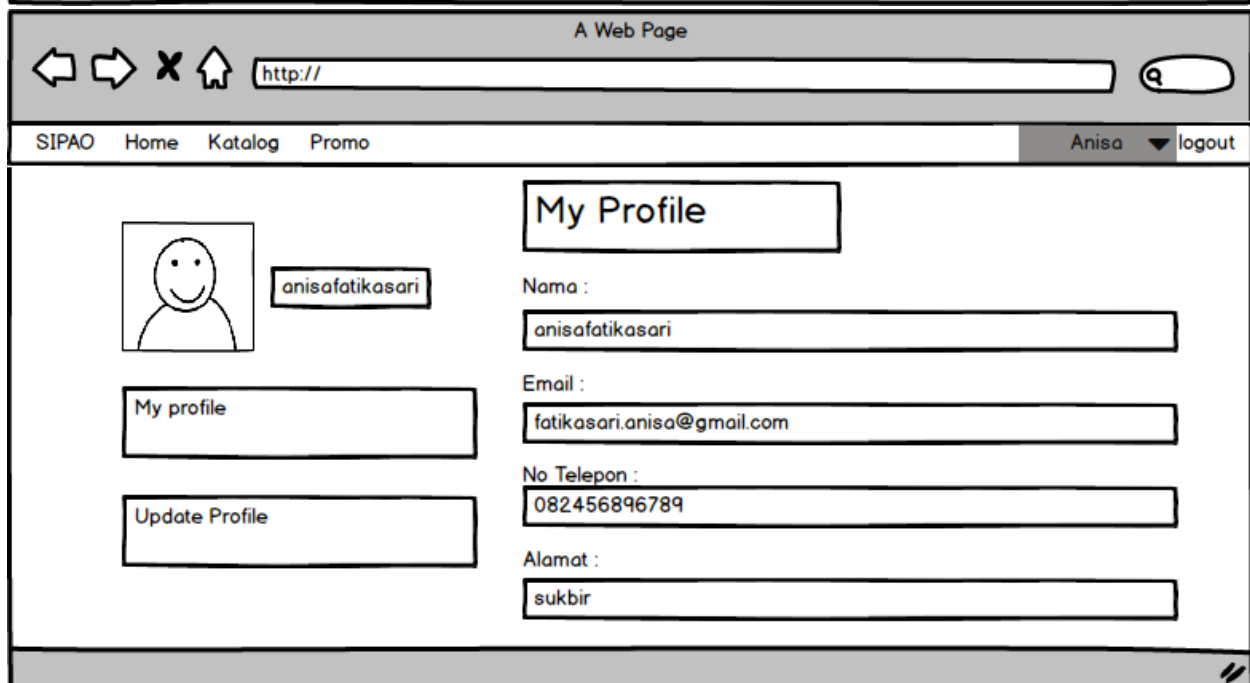 A Web Page
http://
SIPAO Home Katalog Promo Anisa logout
anisafatikasari
My profile
Update Profile
My Profile
Nama :
anisafatikasari
Email :
fatikasari.anisa@gmail.com
No Telepon :
082456896789
Alamat :
sukbir